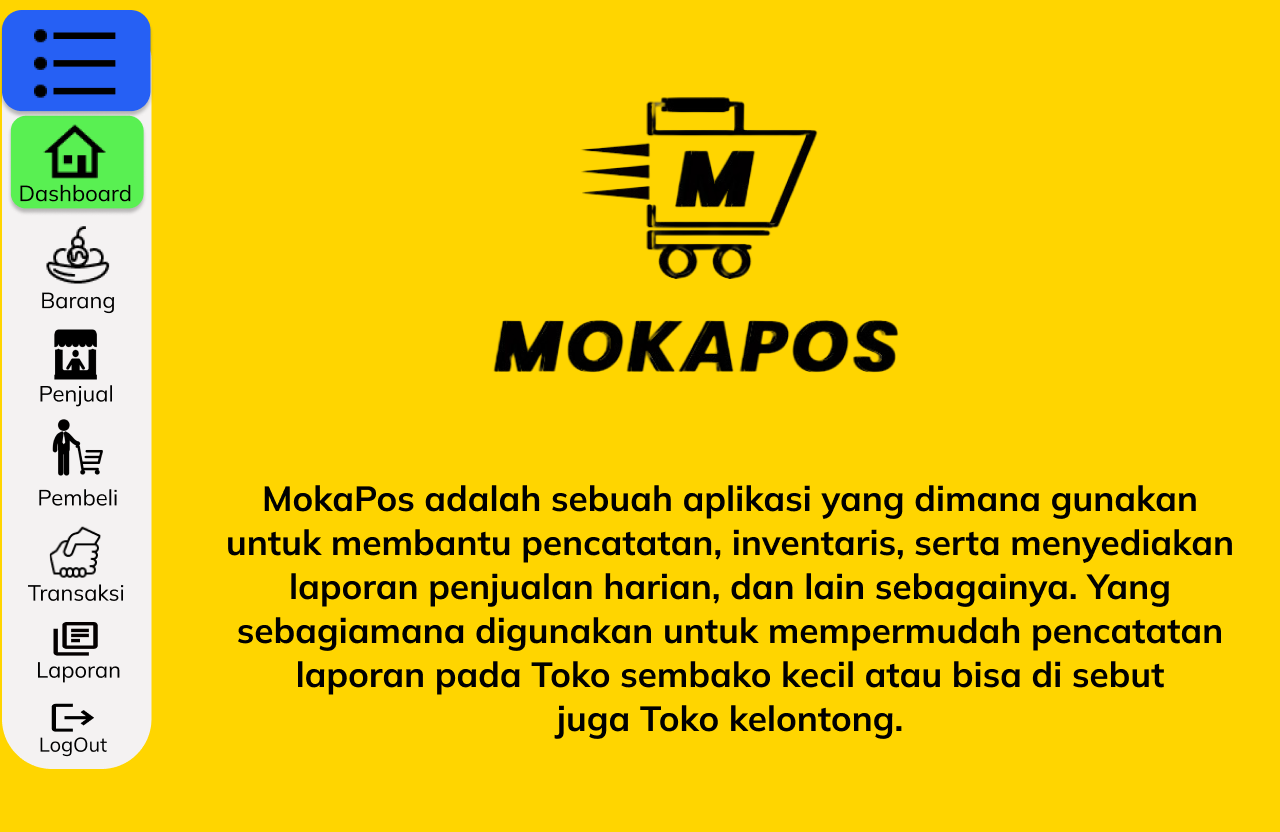 Dashboard
Barang
Penjual
Pembeli
Transaksi
Laporan
LogOut
M
MOKAPOS
MokaPos adalah sebuah aplikasi yang dimana gunakan
untuk membantu pencatatan, inventaris, serta menyediakan
laporan penjualan harian, dan lain sebagainya. Yang
sebagiamana digunakan untuk mempermudah pencatatan
laporan pada Toko sembako kecil atau bisa di sebut
juga Toko kelontong.